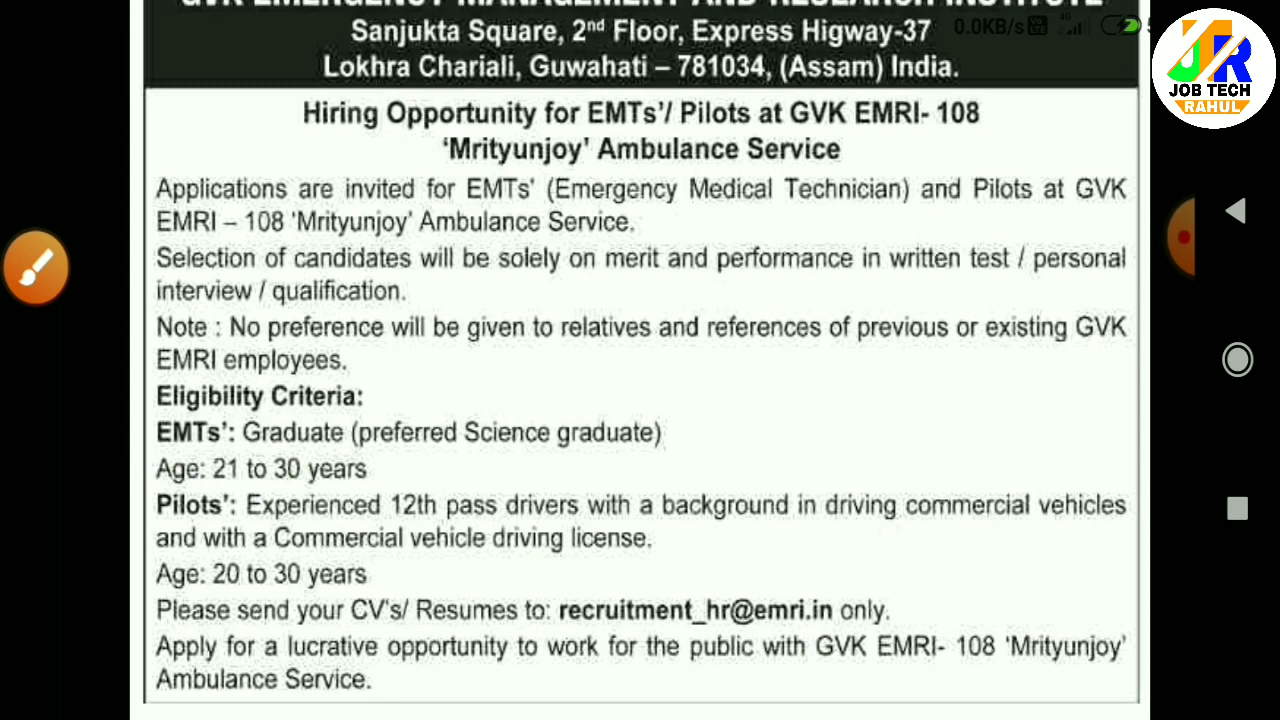 GVK EMERGENCY MANAGEMENT AND RESEARCH INSTITUTE
Sanjukta Square, 2nd Floor, Express Higway-37
Lokhra Chariali, Guwahati – 781034, (Assam) India.
0.0KB/s
JOB TECH
RAHUL
Hiring Opportunity for EMTs’/ Pilots at GVK EMRI- 108
‘Mrityunjoy’ Ambulance Service
Applications are invited for EMTs’ (Emergency Medical Technician) and Pilots at GVK
EMRI – 108 ‘Mrityunjoy’ Ambulance Service.
Selection of candidates will be solely on merit and performance in written test / personal
interview / qualification.
Note : No preference will be given to relatives and references of previous or existing GVK
EMRI employees.
Eligibility Criteria:
EMTs’: Graduate (preferred Science graduate)
Age: 21 to 30 years
Pilots’: Experienced 12th pass drivers with a background in driving commercial vehicles
and with a Commercial vehicle driving license.
Age: 20 to 30 years
Please send your CV’s/ Resumes to: recruitment_hr@emri.in only.
Apply for a lucrative opportunity to work for the public with GVK EMRI- 108 ‘Mrityunjoy’
Ambulance Service.